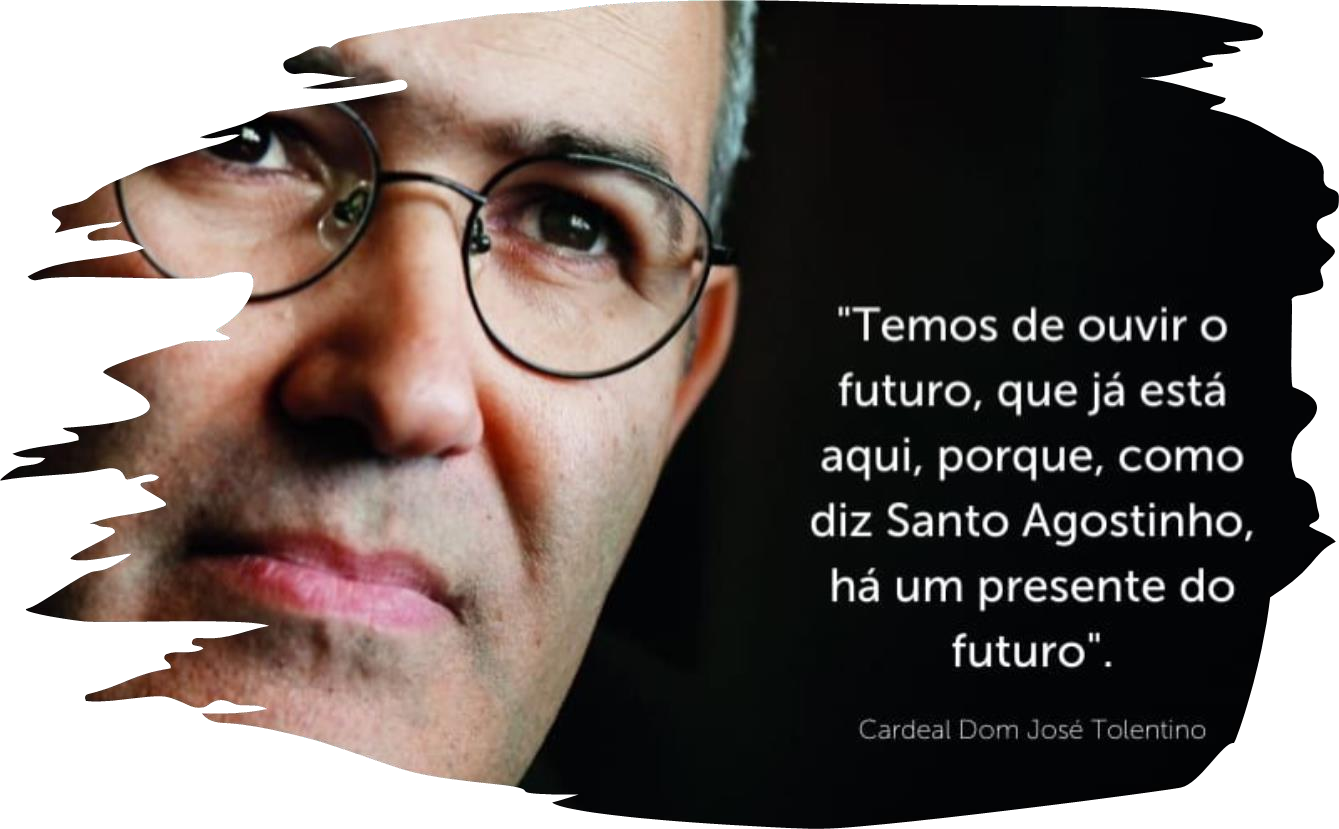 "Temos de ouvir o
futuro, que já está
aqui, porque, como
diz Santo Agostinho,
há um presente do
futuro".
Cardeal Dom José Tolentino